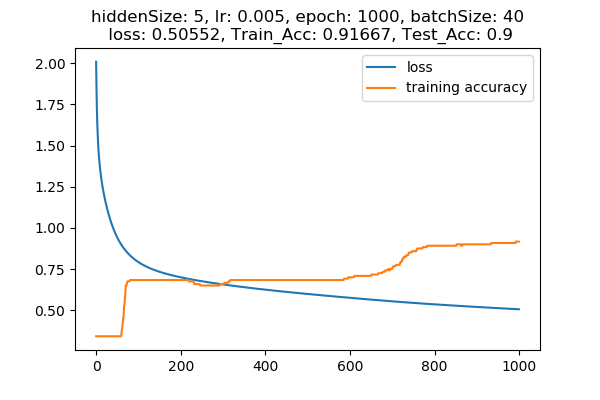 hiddenSize: 5, lr: 0.005, epoch: 1000, batchSize: 40
loss: 0.50552, Train_Acc: 0.91667, Test_Acc: 0.9
loss
training accuracy
2.00
1.75
1.50
1.25
1.00
0.75
0.50
0 200 400 600 800 1000